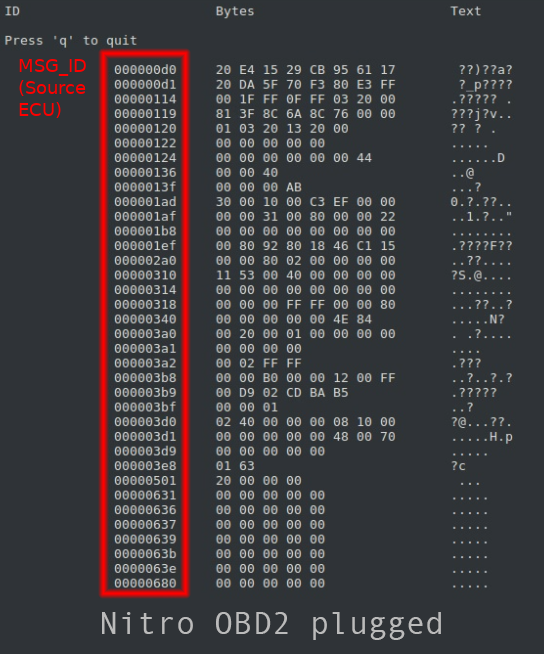 ID Bytes Text
Press 'q' to quit
MSG_ID
(Source
ECU)
000000d0 20 E4 15 29 CB 95 61 17 ??)??a?
000000d1 20 DA 5F 70 F3 80 E3 FF ?_p????
00000114 00 1F FF 0F FF 03 20 00 .????? .
00000119 81 3F 8C 6A 8C 76 00 00 ???j?v..
00000120 01 03 20 13 20 00 ?? ? .
00000122 00 00 00 00 00 .....
00000124 00 00 00 00 00 00 44 ......D
00000136 00 00 40 ..@
0000013f 00 00 00 AB ...?
000001ad 30 00 10 00 C3 EF 00 00 0.?.??..
000001af 00 00 31 00 80 00 00 22 ..1.?.."
000001b8 00 00 00 00 00 00 00 00 ........
000001ef 00 80 92 80 18 46 C1 15 .????F??
000002a0 00 00 80 02 00 00 00 00 ..??....
00000310 11 53 00 40 00 00 00 00 ?S.@....
00000314 00 00 00 00 00 00 00 00 ........
00000318 00 00 00 FF FF 00 00 80 ...??..?
00000340 00 00 00 00 00 4E 84 .....N?
000003a0 00 20 00 01 00 00 00 00 . .?....
000003a1 00 00 00 00 ....
000003a2 00 02 FF FF .???
000003b8 00 00 B0 00 00 12 00 FF ..?..?.?
000003b9 00 D9 02 CD BA B5 .?????
000003bf 00 00 01 ..?
000003d0 02 40 00 00 00 08 10 00 ?@...??.
000003d1 00 00 00 00 00 48 00 70 .....H.p
000003d9 00 00 00 00 00 .....
000003e8 01 63 ?c
00000501 20 00 00 00 ...
00000631 00 00 00 00 00 .....
00000636 00 00 00 00 00 .....
00000637 00 00 00 00 00 .....
00000639 00 00 00 00 00 .....
0000063b 00 00 00 00 00 .....
0000063e 00 00 00 00 00 .....
00000680 00 00 00 00 00 .....
Nitro OBD2 plugged